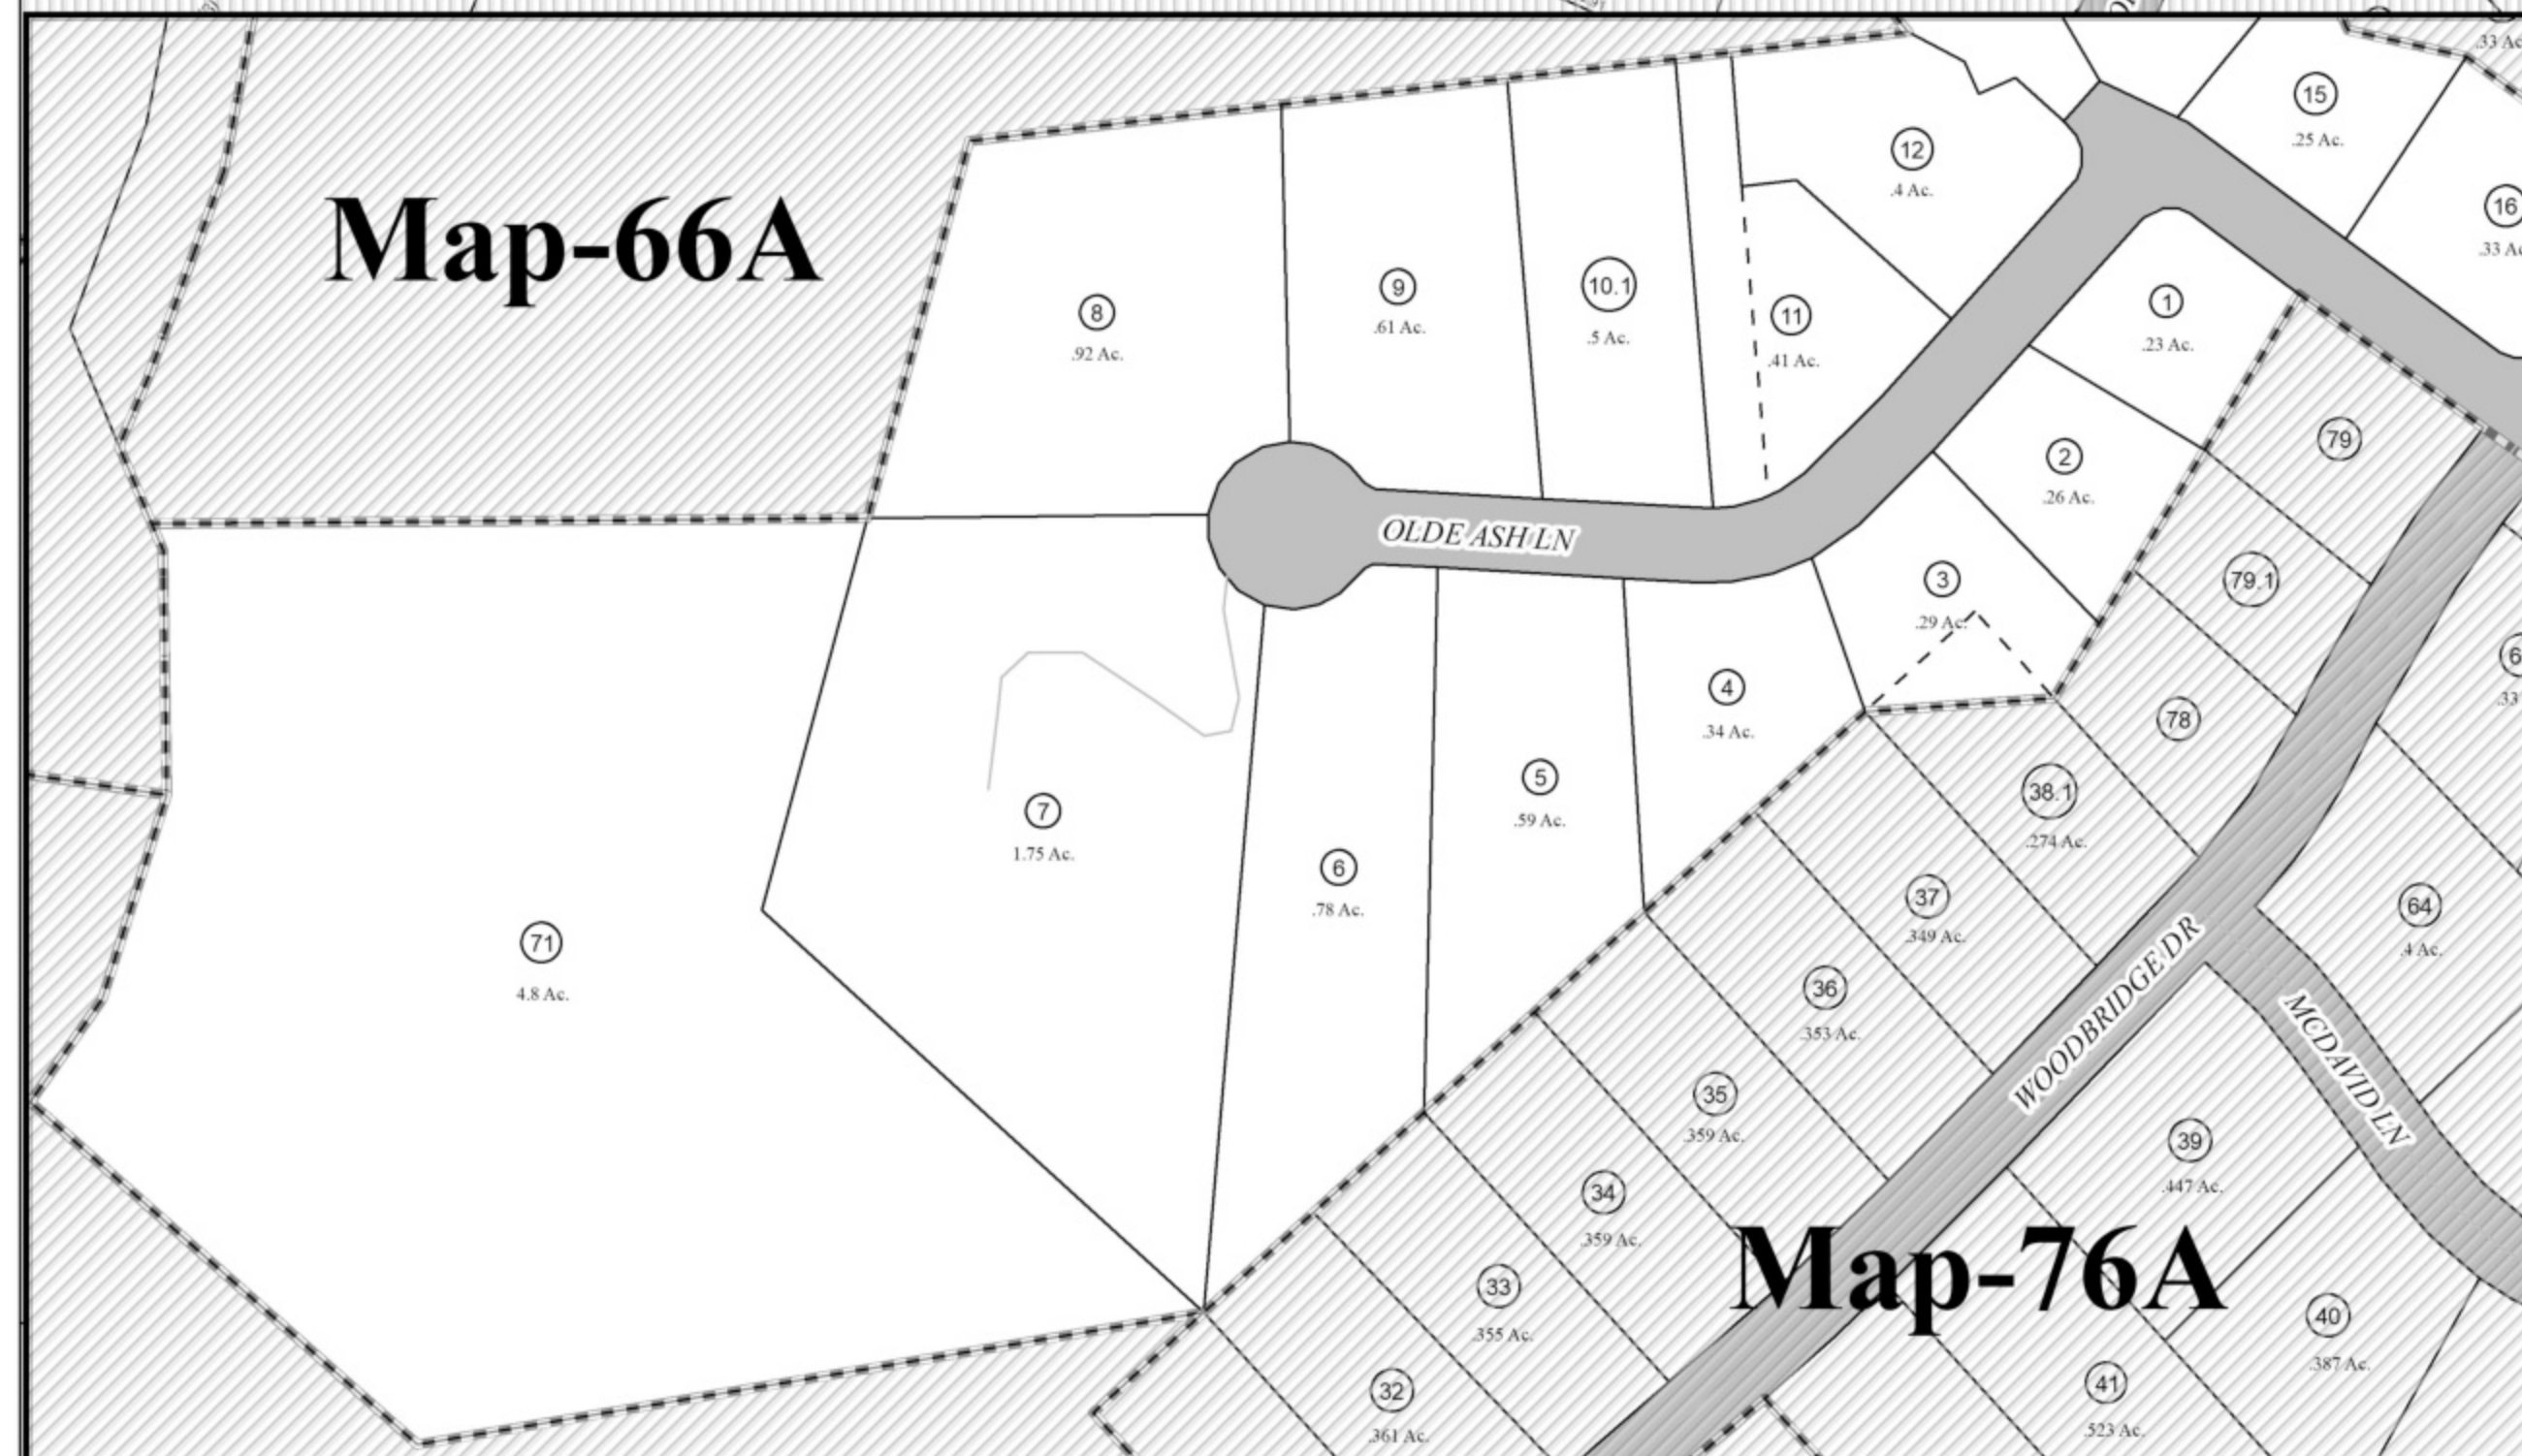 .33 Ac
15
.25 Ac.
12
.4 Ac.
16
.33 Ac
Map-66A
8
.92 Ac.
9
.61 Ac.
10.1
.5 Ac.
11
.41 Ac.
1
.23 Ac.
79
2
.26 Ac.
OLDE ASH LN
3
.29 Ac.
79.1
6
.33
4
.34 Ac.
78
5
.59 Ac.
38.1
.274 Ac.
7
1.75 Ac.
6
.78 Ac.
37
.349 Ac.
64
.4 Ac.
71
4.8 Ac.
36
.353 Ac.
WOODBRIDGE DR
MCDAVID LN
35
.359 Ac.
39
.447 Ac.
34
.359 Ac.
Map-76A
33
.355 Ac.
40
.387 Ac.
32
.361 Ac.
41
.523 Ac.